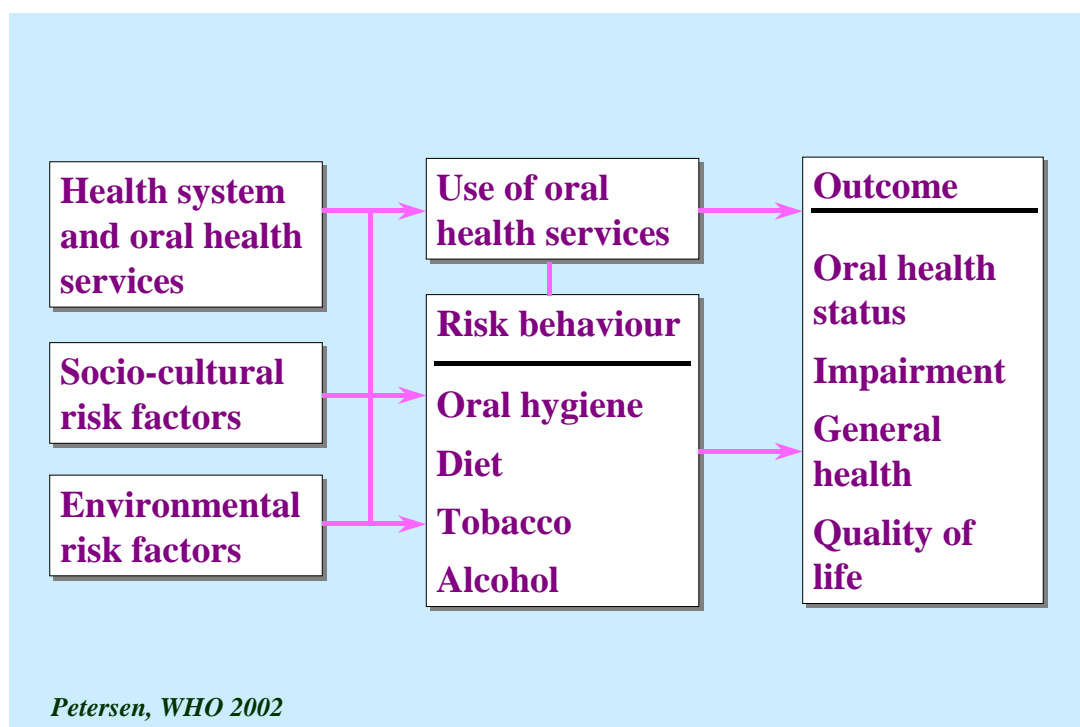 Health system
and oral health
services
Socio-cultural
risk factors
Environmental
risk factors
Use of oral
health services
Risk behaviour
Oral hygiene
Diet
Tobacco
Alcohol
Outcome
Oral health
status
Impairment
General
health
Quality of
life
Petersen, WHO 2002